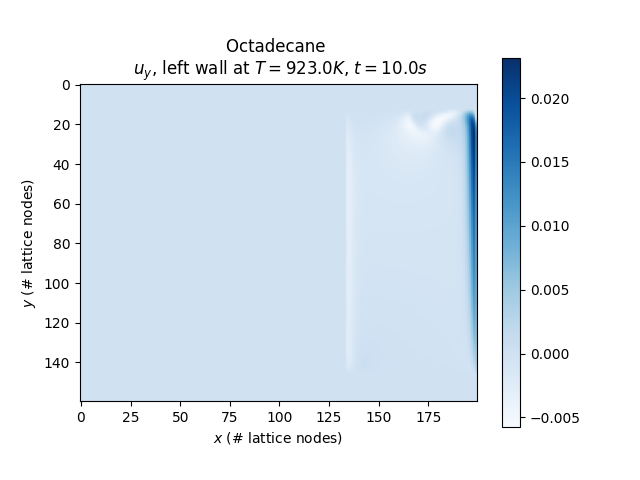 Octadecane
u_y, left wall at T = 923.0K, t = 10.0s
0
20
40
60
80
100
120
140
y (# lattice nodes)
0 25 50 75 100 125 150 175
x (# lattice nodes)
0.020
0.015
0.010
0.005
0.000
−0.005